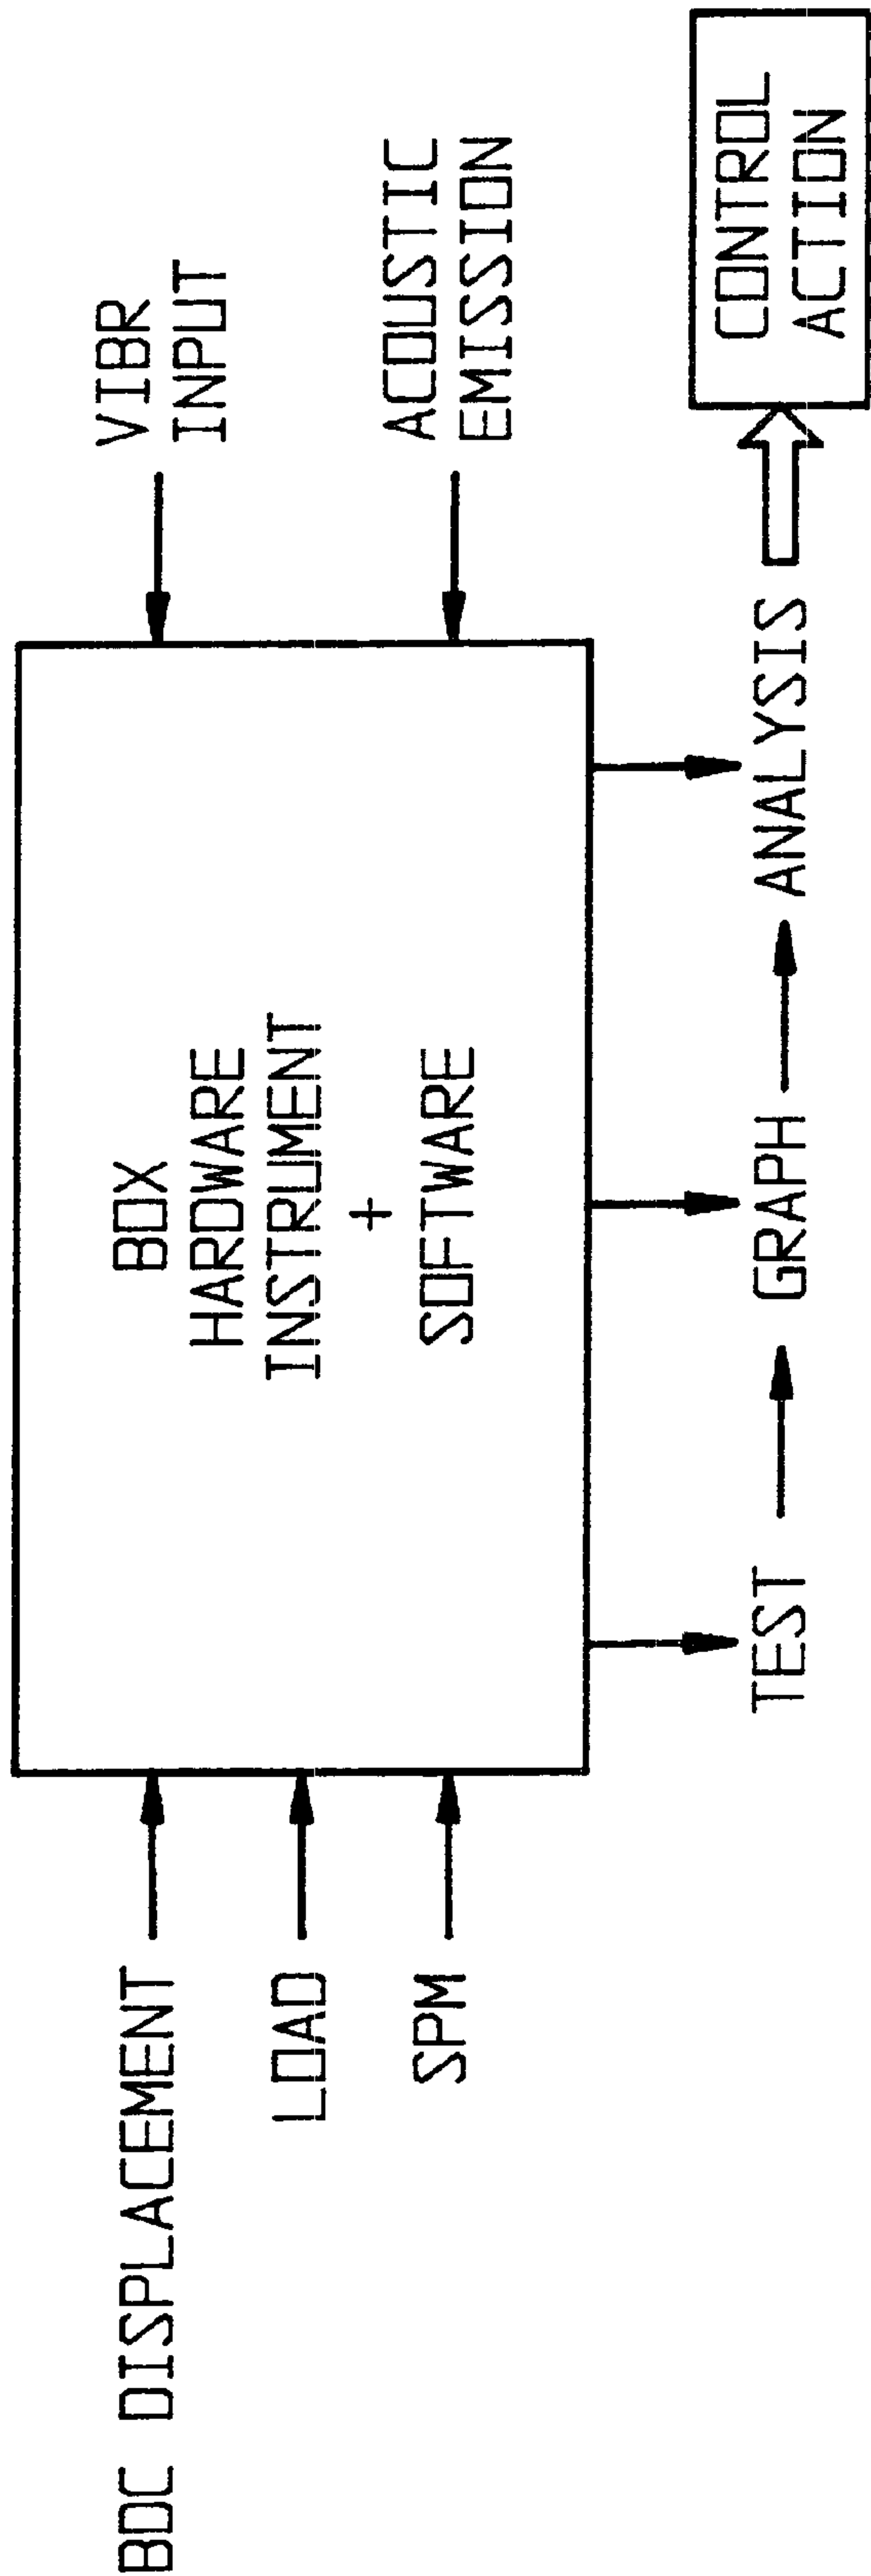 BDC DISPLACEMENT
LOAD
SPM
BOX
HARDWARE
INSTRUMENT
+
SOFTWARE
VIBR
INPUT
ACOUSTIC
EMISSION
TEST
GRAPH
ANALYSIS
CONTROL
ACTION